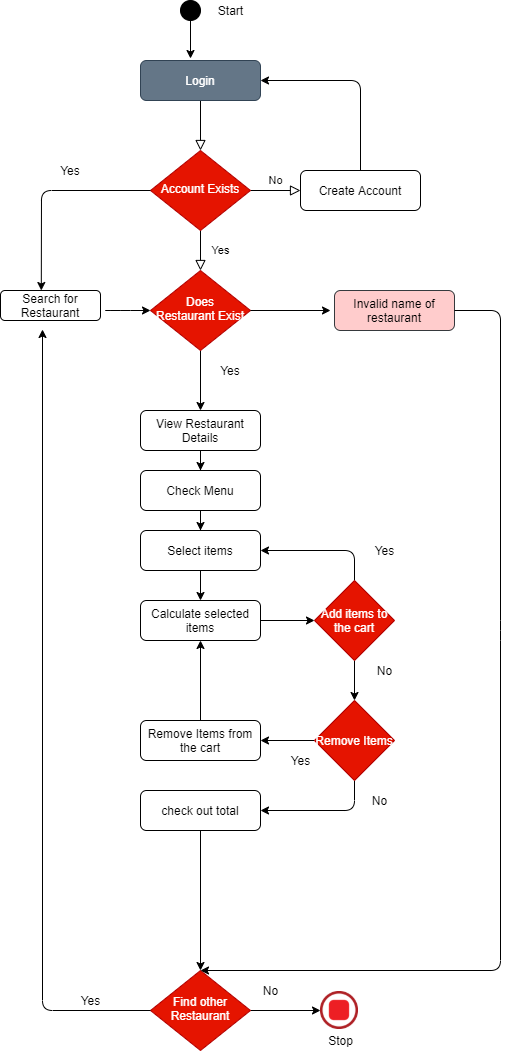 Start
Login
Yes
Account Exists
No
Create Account
Yes
Search for
Restaurant
Does
Restaurant Exist
Invalid name of
restaurant
Yes
View Restaurant
Details
Check Menu
Select items
Yes
Calculate selected
items
Add items to
the cart
No
Remove Items from
the cart
Remove Items
Yes
check out total
No
Find other
Restaurant
Yes
No
Stop